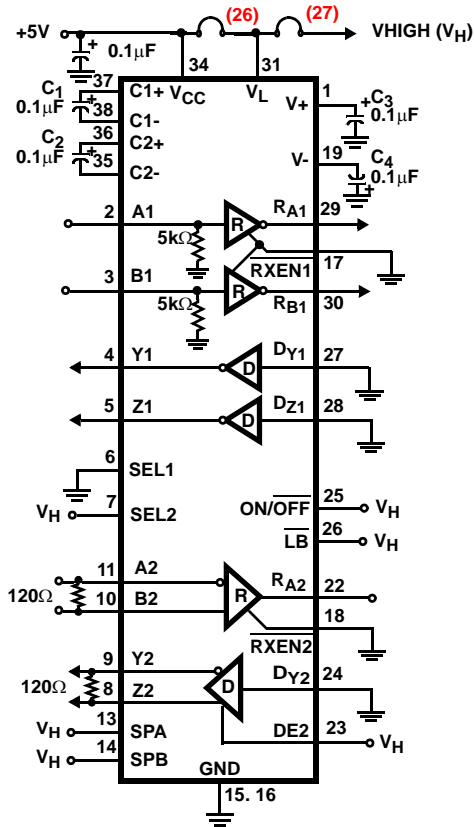 (26) (27)
+5V 0.1µF VHIGH (VH)
34 31
C1 0.1µF 37 C1+ VCC VL V+ 1 C3 0.1µF
38 C1-
C2 0.1µF 36 C2+
35 C2- V- 19 C4 0.1µF
2 A1 R RA1 29
5kΩ RXEN1 17
3 B1 R RB1 30
5kΩ
4 Y1 D DY1 27
5 Z1 D DZ1 28
6 SEL1
VH 7 SEL2 ON/OFF 25 VH
LB 26 VH
11 A2 R RA2 22
120Ω
10 B2 RXEN2 18
9 Y2 D DY2 24
120Ω
8 Z2
VH 13 SPA DE2 23 VH
VH 14 SPB
GND
15. 16